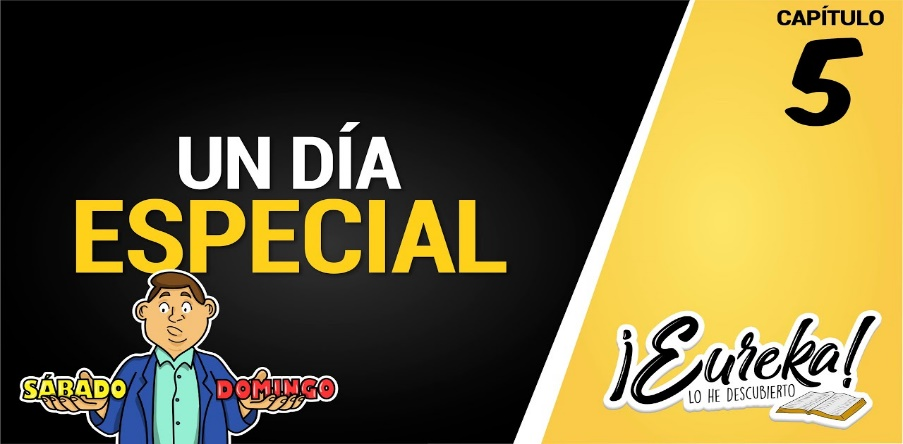 CAPÍTULO
5
UN DÍA
ESPECIAL
SÁBADO
DOMINGO
¡Eureka!
LO HE DESCUBIERTO